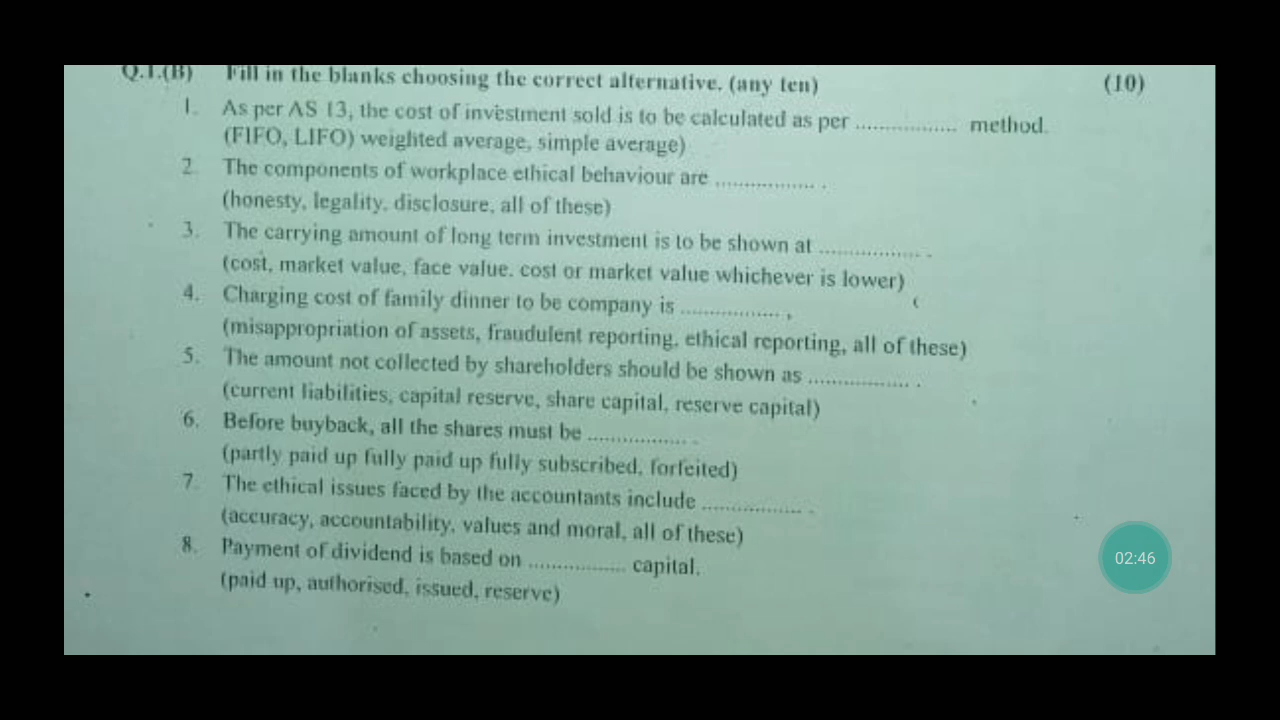 Q.1.(B) Fill in the blanks choosing the correct alternative. (any ten) (10)
1. As per AS 13, the cost of investment sold is to be calculated as per ................. method.
(FIFO, LIFO) weighted average, simple average)
2. The components of workplace ethical behaviour are ................. .
(honesty, legality, disclosure, all of these)
3. The carrying amount of long term investment is to be shown at ................. .
(cost, market value, face value. cost or market value whichever is lower)
4. Charging cost of family dinner to be company is ................. ,
(misappropriation of assets, fraudulent reporting, ethical reporting, all of these)
5. The amount not collected by shareholders should be shown as ................. .
(current liabilities, capital reserve, share capital, reserve capital)
6. Before buyback, all the shares must be ................. .
(partly paid up fully paid up fully subscribed, forfeited)
7. The ethical issues faced by the accountants include ................. .
(accuracy, accountability, values and moral, all of these)
8. Payment of dividend is based on ................. capital.
(paid up, authorised, issued, reserve)
02:46